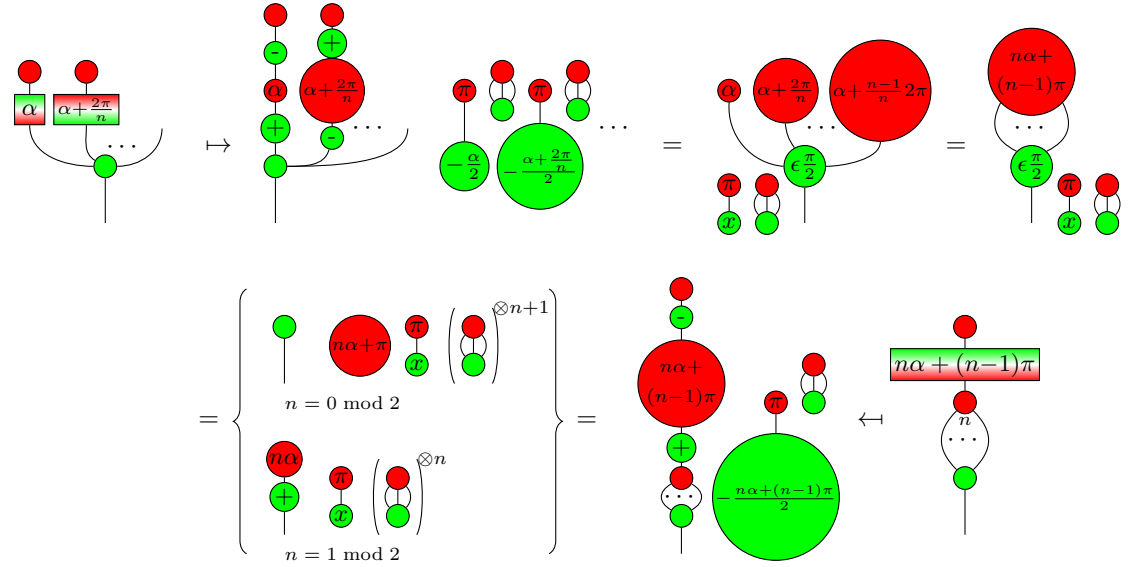 α α+2π/n ⋯
↦
- + α α+2π/n + - ⋯
π π −α/2 −(α+2π/n)/2 ⋯
=
α α+2π/n α+(n−1)/n 2π ⋯ ϵπ/2 π x
=
nα+
(n−1)π
⋯
ϵπ/2 π x
=
nα+π π x ⊗n+1
n = 0 mod 2
nα + π x ⊗n
n = 1 mod 2
=
-
nα+
(n−1)π
+ ⋯
π −(nα+(n−1)π)/2
↤
nα + (n−1)π
n
⋯